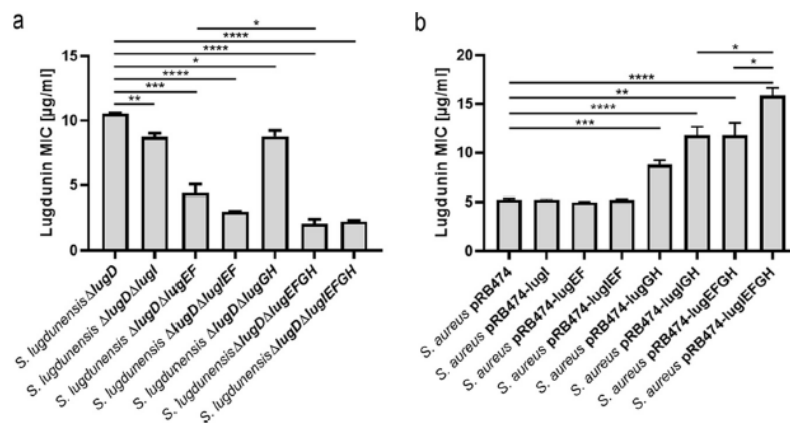 a
b
*
****
****
*
****
***
**
Lugdunin MIC [µg/ml]
15
10
5
0
S. lugdunensis ΔlugD
S. lugdunensis ΔlugDΔlugI
S. lugdunensis ΔlugDΔlugEF
S. lugdunensis ΔlugDΔlugIEF
S. lugdunensis ΔlugDΔlugGH
S. lugdunensis ΔlugDΔlugEFGH
S. lugdunensis ΔlugDΔlugIEFGH
*
*
****
**
****
***
Lugdunin MIC [µg/ml]
20
15
10
5
0
S. aureus pRB474
S. aureus pRB474-lugI
S. aureus pRB474-lugEF
S. aureus pRB474-lugIEF
S. aureus pRB474-lugGH
S. aureus pRB474-lugIGH
S. aureus pRB474-lugEFGH
S. aureus pRB474-lugIEFGH